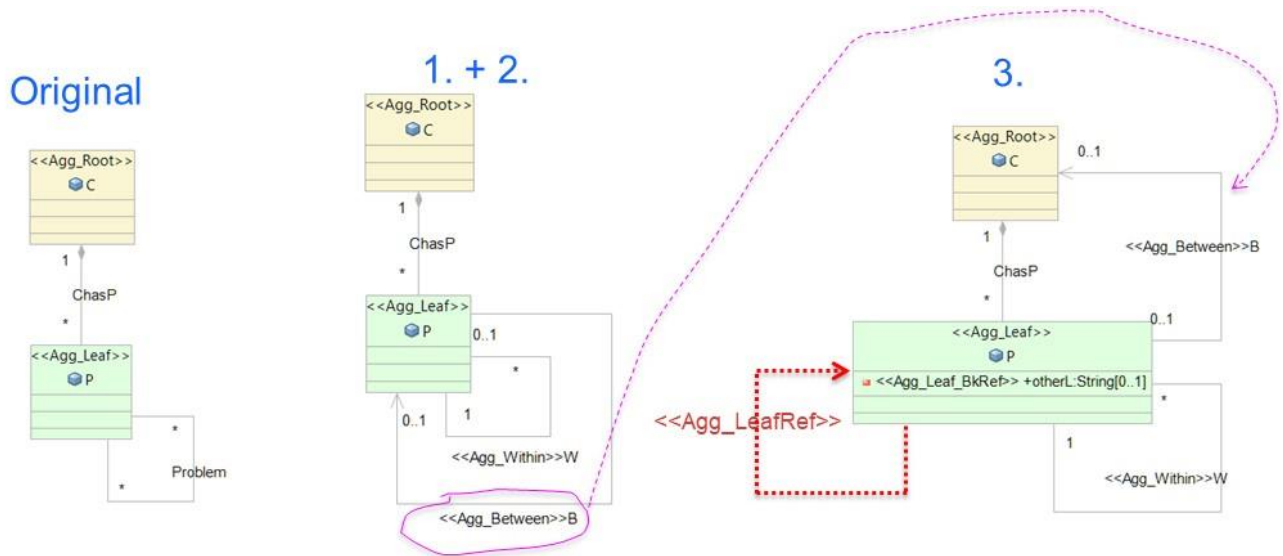 Original
<<Agg_Root>>
C
1
ChasP
*
<<Agg_Leaf>>
P
*
Problem
*
1. + 2.
<<Agg_Root>>
C
1
ChasP
*
<<Agg_Leaf>>
P
0..1
*
0..1
1
<<Agg_Within>>W
<<Agg_Between>>B
3.
<<Agg_Root>>
C
0..1
1
<<Agg_Between>>B
ChasP
*
0..1
<<Agg_Leaf>>
P
<<Agg_Leaf_BkRef>> +otherL:String[0..1]
*
<<Agg_LeafRef>>
1
<<Agg_Within>>W